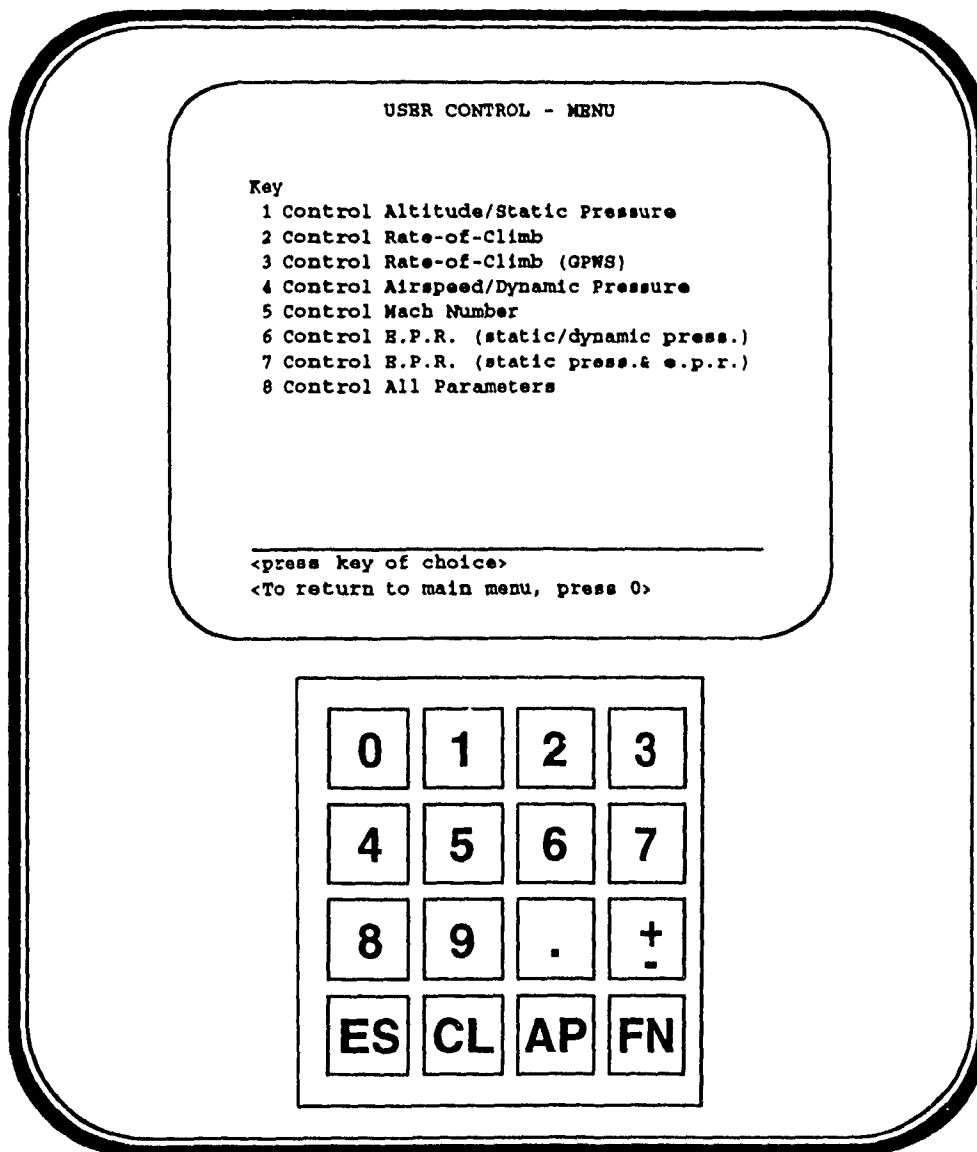 USER CONTROL - MENU
Key
1 Control Altitude/Static Pressure
2 Control Rate-of-Climb
3 Control Rate-of-Climb (GPWS)
4 Control Airspeed/Dynamic Pressure
5 Control Mach Number
6 Control E.P.R. (static/dynamic press.)
7 Control E.P.R. (static press.& e.p.r.)
8 Control All Parameters
<press key of choice>
<To return to main menu, press 0>
0 1 2 3
4 5 6 7
8 9 . +
-
ES CL AP FN